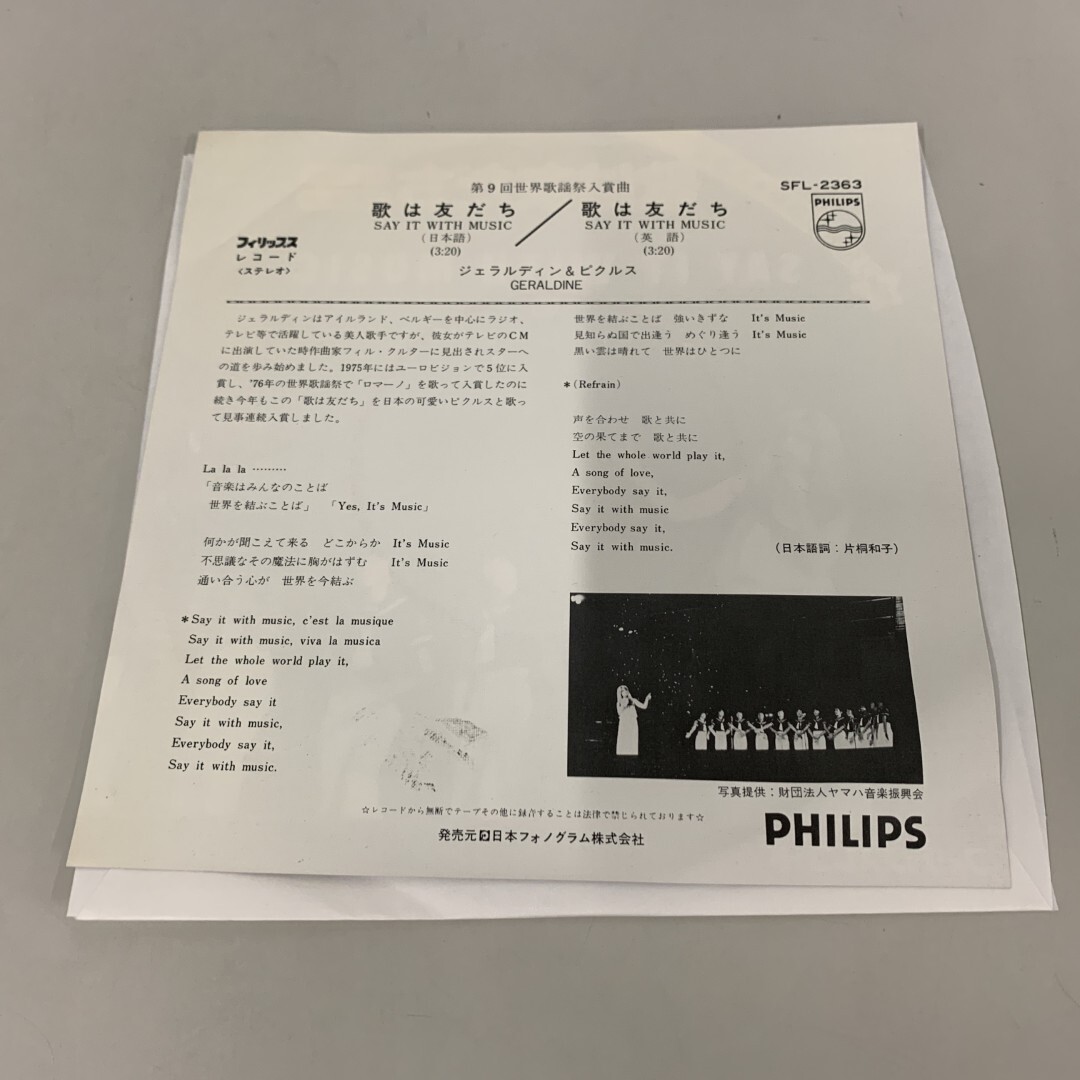 第9回世界歌謡祭入賞曲
SFL-2363
歌は友だち／歌は友だち
SAY IT WITH MUSIC SAY IT WITH MUSIC
(日本語) (英語)
(3:20) (3:20)
PHILIPS
フィリップス
レコード
〈ステレオ〉
ジェラルディン&ピクルス
GERALDINE
ジェラルディンはアイルランド、ベルギーを中心にラジオ、
テレビ等で活躍している美人歌手ですが、彼女がテレビのCM
に出演していた時作曲家フィル・クルターに見出されスターへ
の道を歩み始めました。1975年にはユーロビジョンで5位に入
賞し、'76年の世界歌謡祭で「ロマーノ」を歌って入賞したのに
続き今年もこの「歌は友だち」を日本の可愛いピクルスと歌っ
て見事連続入賞しました。
La la la ………
「音楽はみんなのことば
世界を結ぶことば」 「Yes, It's Music」
何かが聞こえて来る どこからか It's Music
不思議なその魔法に胸がはずむ It's Music
通い合う心が 世界を今結ぶ
*Say it with music, c'est la musique
Say it with music, viva la musica
Let the whole world play it,
A song of love
Everybody say it
Say it with music,
Everybody say it,
Say it with music.
世界を結ぶことば 強いきずな It's Music
見知らぬ国で出逢う めぐり逢う It's Music
黒い雲は晴れて 世界はひとつに
*(Refrain)
声を合わせ 歌と共に
空の果てまで 歌と共に
Let the whole world play it,
A song of love,
Everybody say it,
Say it with music
Everybody say it,
Say it with music.
(日本語詞：片桐和子)
写真提供：財団法人ヤマハ音楽振興会
☆レコードから無断でテープその他に録音することは法律で禁じられております☆
発売元 日本フォノグラム株式会社
PHILIPS